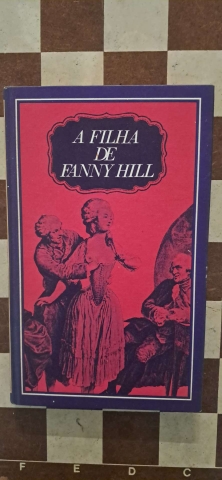 A FILHA
DE
FANNY HILL
F E D C